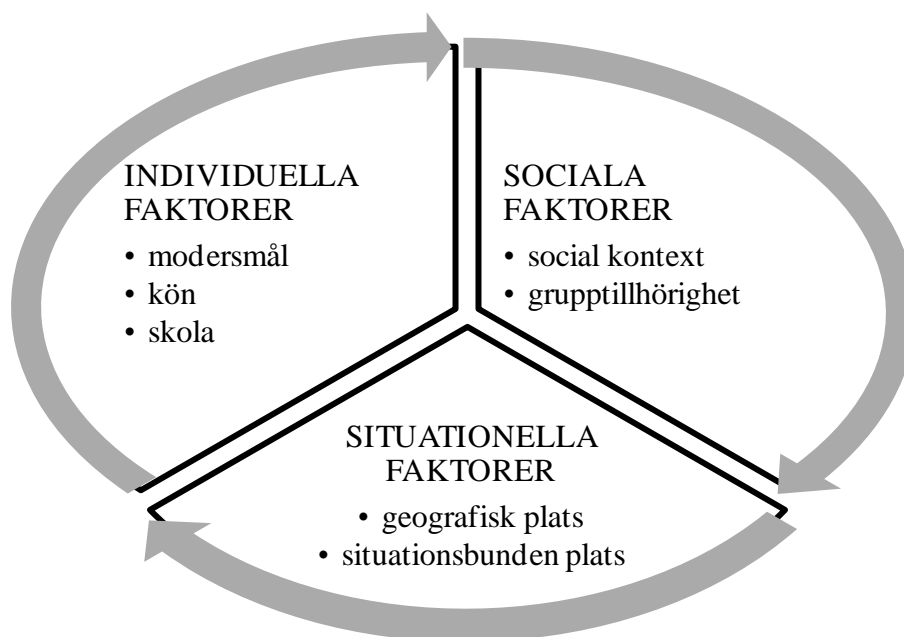 INDIVIDUELLA
FAKTORER
• modersmål
• kön
• skola
SOCIALA
FAKTORER
• social kontext
• grupptillhörighet
SITUATIONELLA
FAKTORER
• geografisk plats
• situationsbunden plats